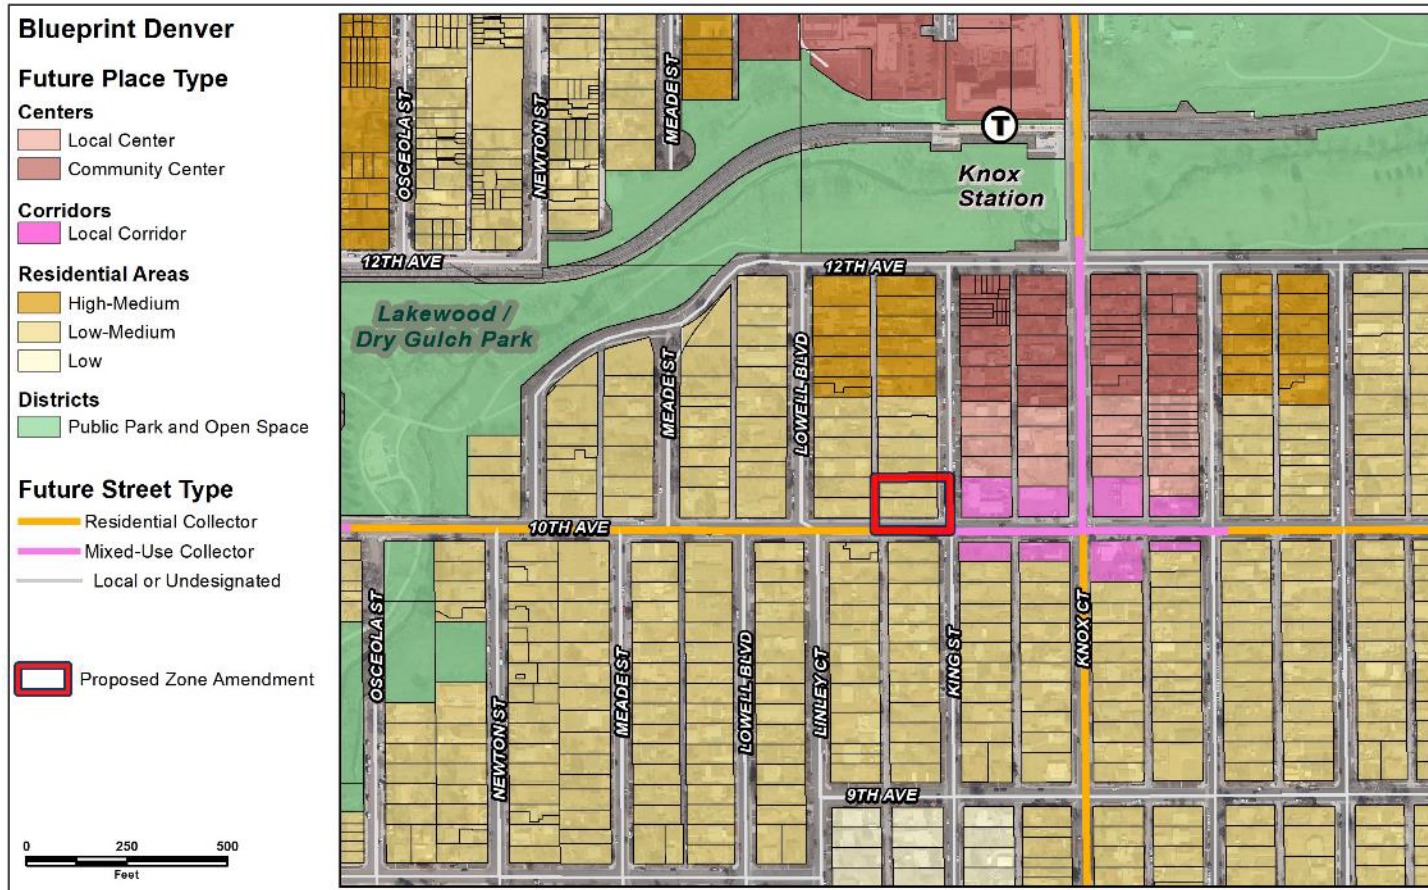 Blueprint Denver
Future Place Type
Centers
Local Center
Community Center
Corridors
Local Corridor
Residential Areas
High-Medium
Low-Medium
Low
Districts
Public Park and Open Space
Future Street Type
Residential Collector
Mixed-Use Collector
Local or Undesignated
Proposed Zone Amendment
0 250 500
Feet
OSCEOLA ST
NEWTON ST
MEADE ST
T
Knox
Station
12TH AVE
12TH AVE
Lakewood /
Dry Gulch Park
MEADE ST
LOWELL BLVD
10TH AVE
OSCEOLA ST
NEWTON ST
MEADE ST
LOWELL BLVD
LINLEY CT
KING ST
KNOX CT
9TH AVE